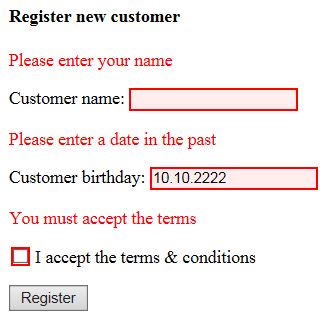 Register new customer
Please enter your name
Customer name:
Please enter a date in the past
Customer birthday: 10.10.2222
You must accept the terms
I accept the terms & conditions
Register